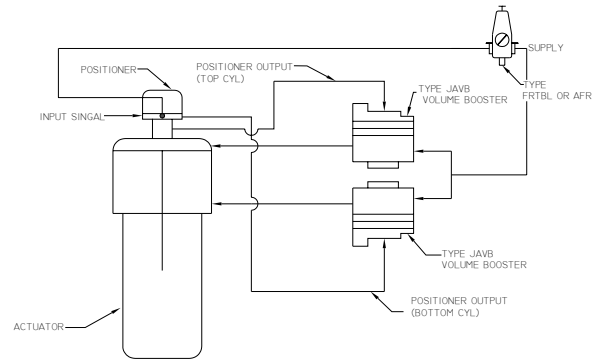 POSITIONER
POSITIONER OUTPUT
(TOP CYL)
SUPPLY
TYPE
FRTBL OR AFR
TYPE JAVB
VOLUME BOOSTER
INPUT SINGAL
TYPE JAVB
VOLUME BOOSTER
POSITIONER OUTPUT
(BOTTOM CYL)
ACTUATOR